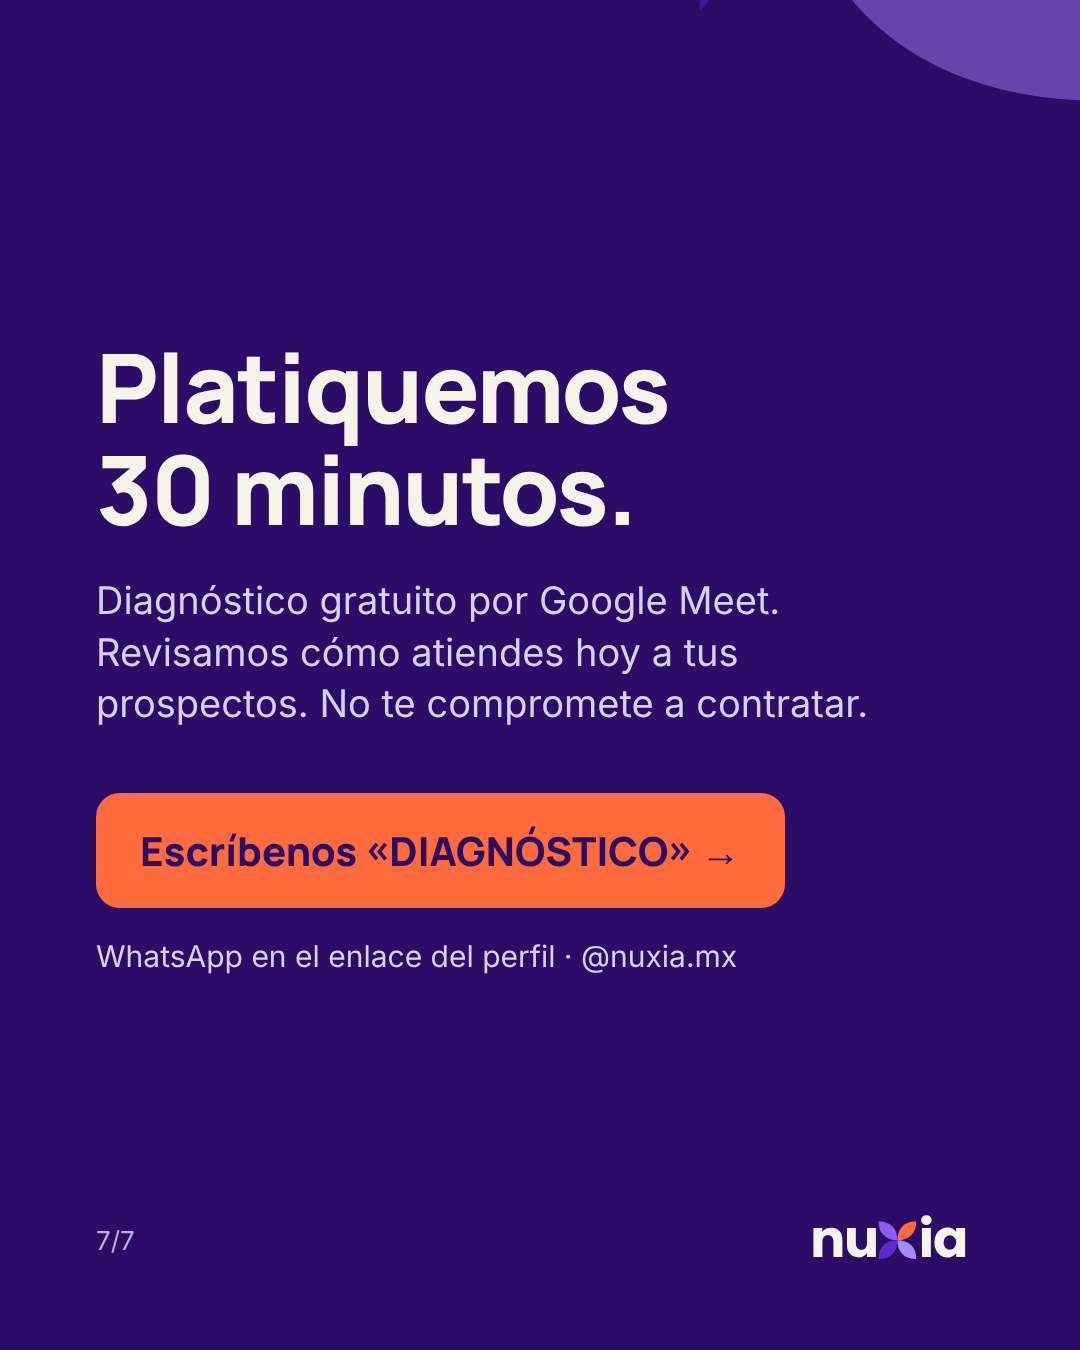 Platiquemos
30 minutos.
Diagnóstico gratuito por Google Meet.
Revisamos cómo atiendes hoy a tus
prospectos. No te compromete a contratar.
Escríbenos «DIAGNÓSTICO» →
WhatsApp en el enlace del perfil · @nuxia.mx
7/7
nuxia